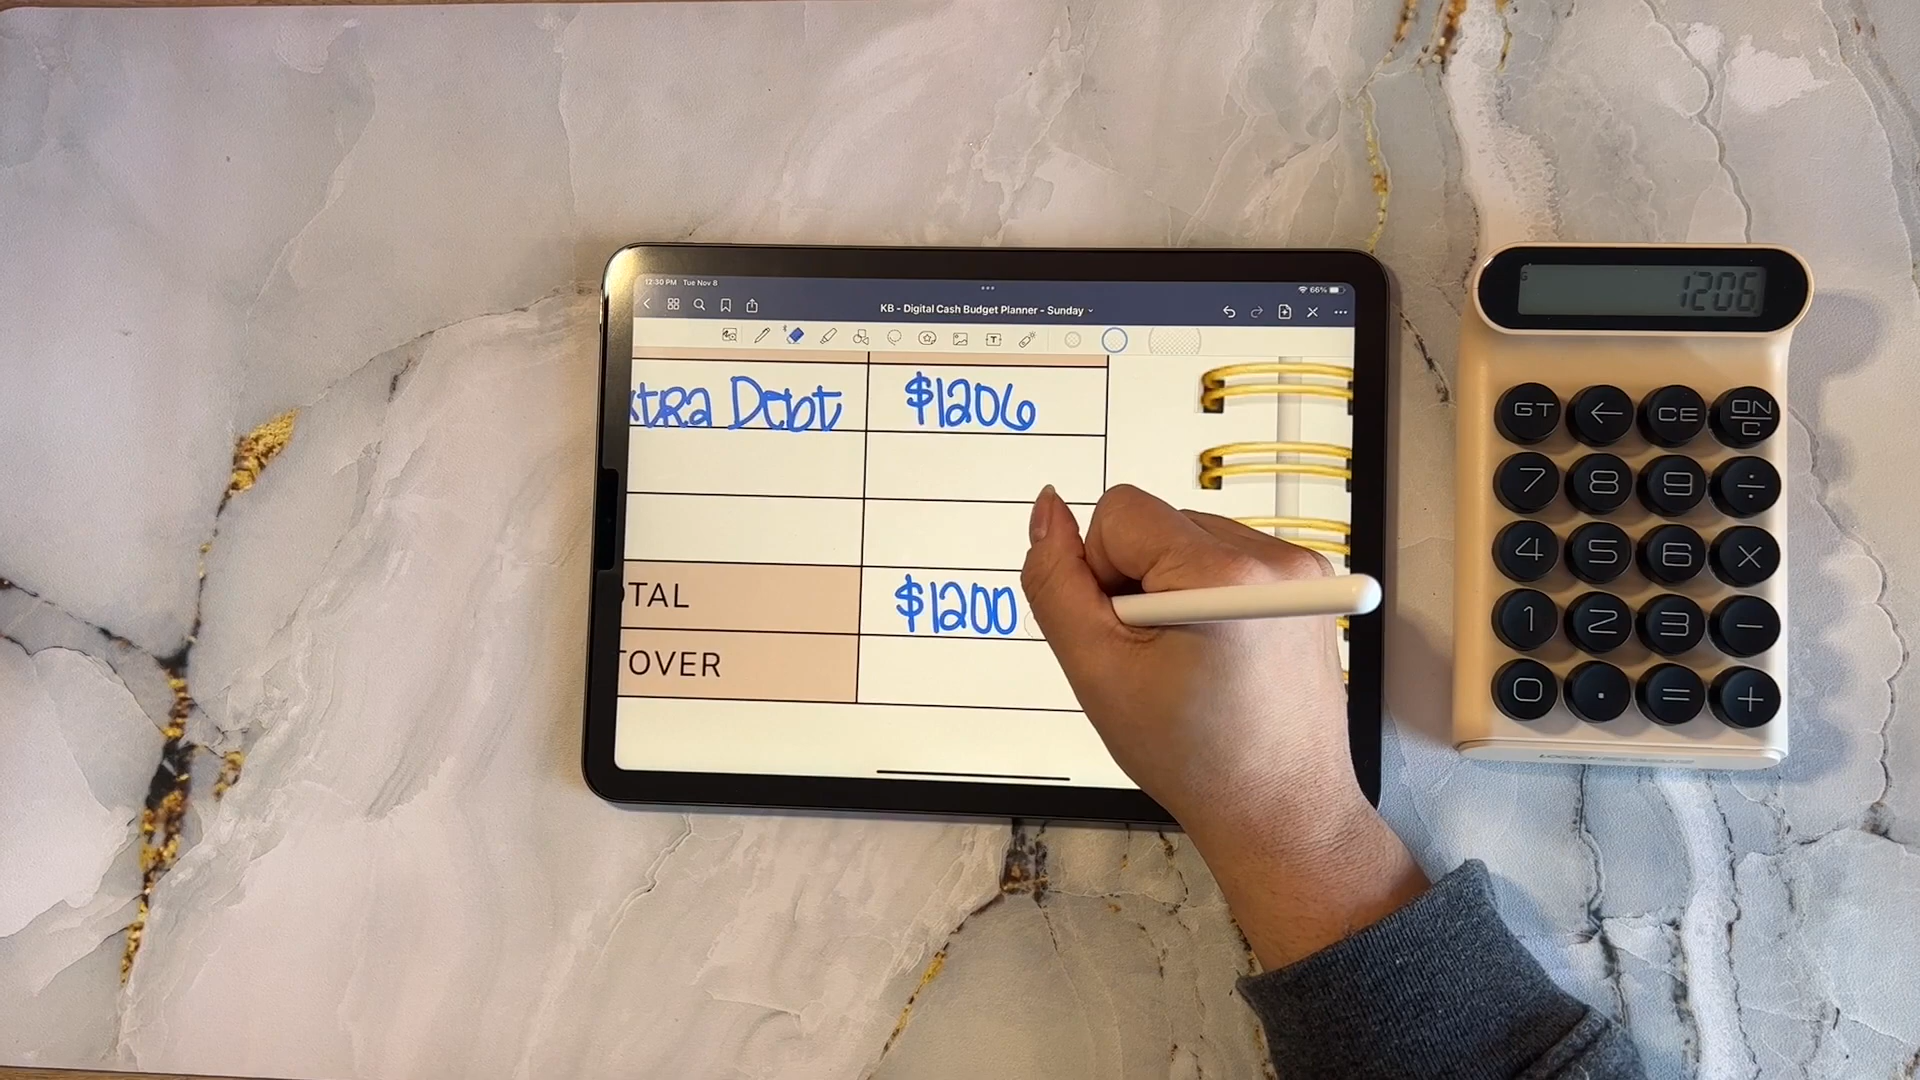 12:30 PM Tue Nov 8
66%
KB - Digital Cash Budget Planner - Sunday
xtra Debt $1206
OTAL $1200
TOVER
1206
GT CE ON/C
7 8 9 ÷
4 5 6 ×
1 2 3 −
0 . = +